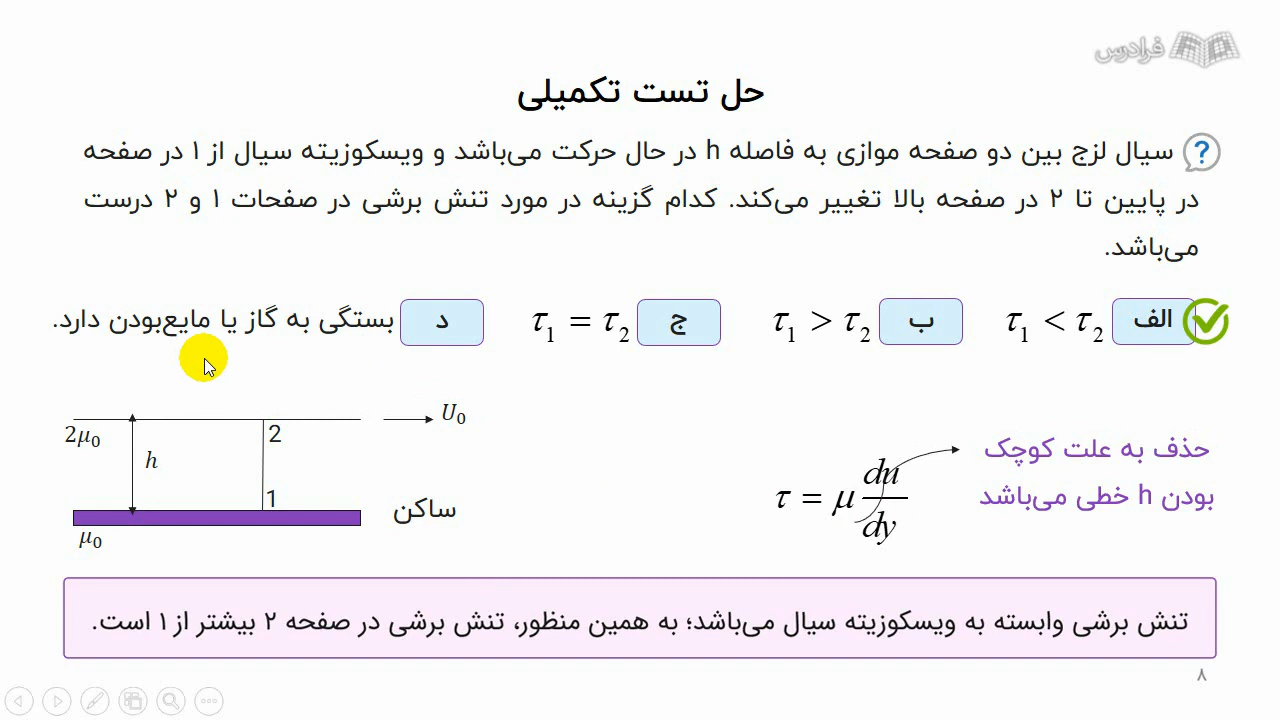 فرادرس
حل تست تکمیلی
? سیال لزج بین دو صفحه موازی به فاصله h در حال حرکت می‌باشد و ویسکوزیته سیال از ۱ در صفحه
در پایین تا ۲ در صفحه بالا تغییر می‌کند. کدام گزینه در مورد تنش برشی در صفحات ۱ و ۲ درست
می‌باشد.
الف τ₁ < τ₂ ب τ₁ > τ₂ ج τ₁ = τ₂ د بستگی به گاز یا مایع‌بودن دارد.
U₀
2μ₀ 2
h
1
ساکن
μ₀
τ = μ du/dy
حذف به علت کوچک
بودن h خطی می‌باشد
تنش برشی وابسته به ویسکوزیته سیال می‌باشد؛ به همین منظور، تنش برشی در صفحه ۲ بیشتر از ۱ است.
۸